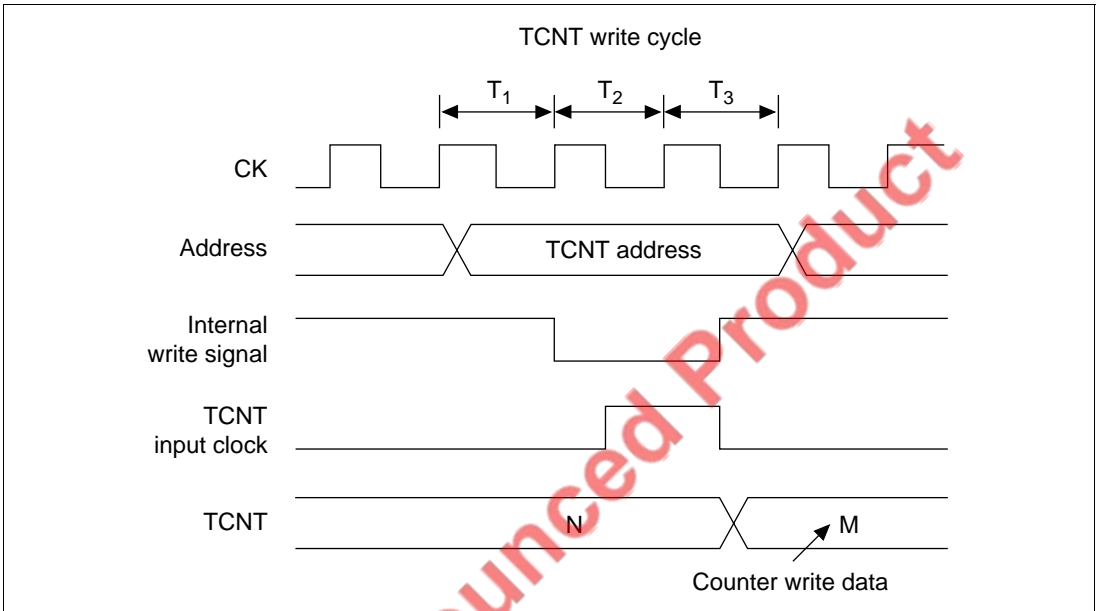 TCNT write cycle
T1 T2 T3
CK
Address
TCNT address
Internal
write signal
TCNT
input clock
TCNT
N
M
Counter write data
ounced Product